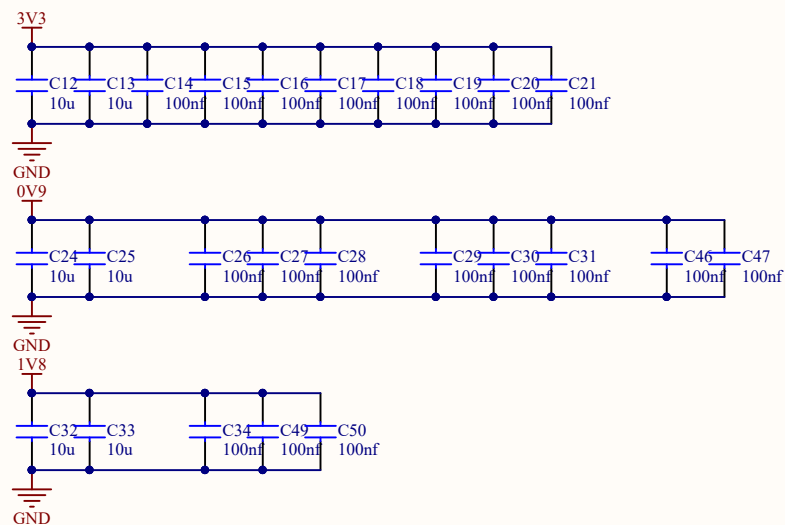 3V3
C12 C13 C14 C15 C16 C17 C18 C19 C20 C21
10u 10u 100nf 100nf 100nf 100nf 100nf 100nf 100nf 100nf
GND
0V9
C24 C25 C26 C27 C28 C29 C30 C31 C46 C47
10u 10u 100nf 100nf 100nf 100nf 100nf 100nf 100nf 100nf
GND
1V8
C32 C33 C34 C49 C50
10u 10u 100nf 100nf 100nf
GND